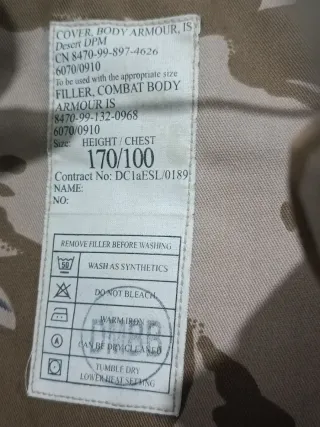 COVER, BODY ARMOUR, IS
Desert DPM
CN 8470-99-897-4626
6070/0910
To be used with the appropriate size
FILLER, COMBAT BODY
ARMOUR IS
8470-99-132-0968
6070/0910
Size: HEIGHT / CHEST
170/100
Contract No: DC1aESL/0189
NAME:
NO:
REMOVE FILLER BEFORE WASHING
50
WASH AS SYNTHETICS
DO NOT BLEACH
WARM IRON
A
CAN BE DRY CLEANED
TUMBLE DRY
LOWER HEAT SETTING